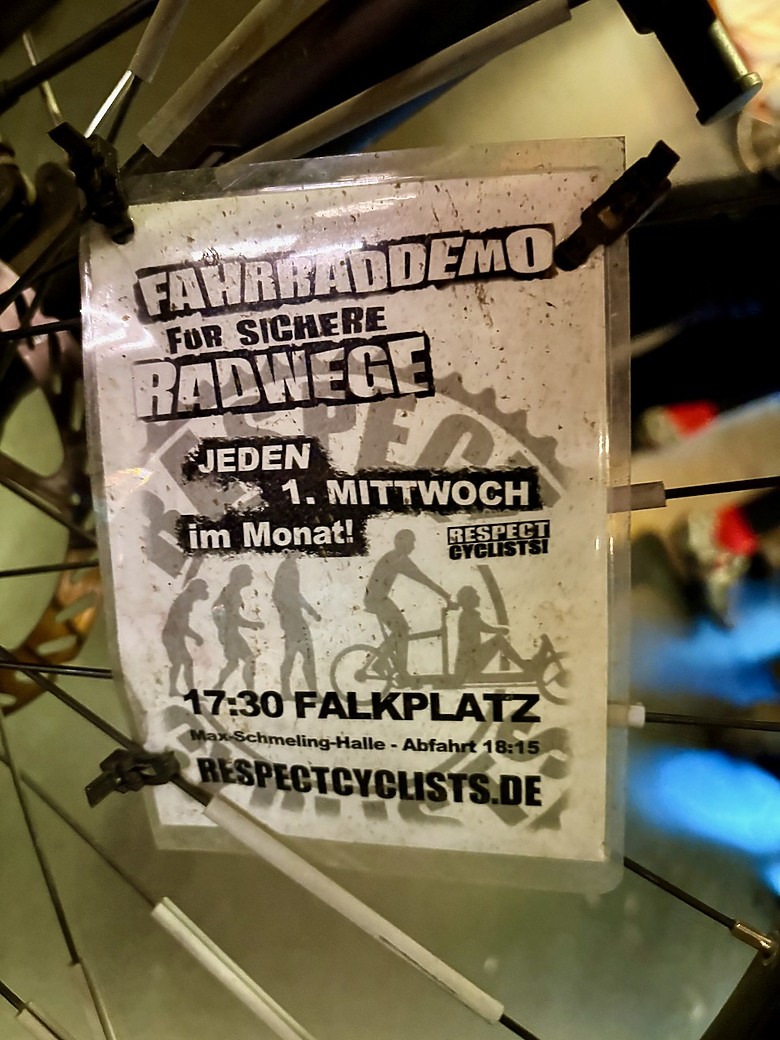 FAHRRADDEMO
FÜR SICHERE
RADWEGE
RESPECT
JEDEN
1. MITTWOCH
im Monat!
RESPECT
CYCLISTS!
17:30 FALKPLATZ
Max-Schmeling-Halle - Abfahrt 18:15
RESPECTCYCLISTS.DE